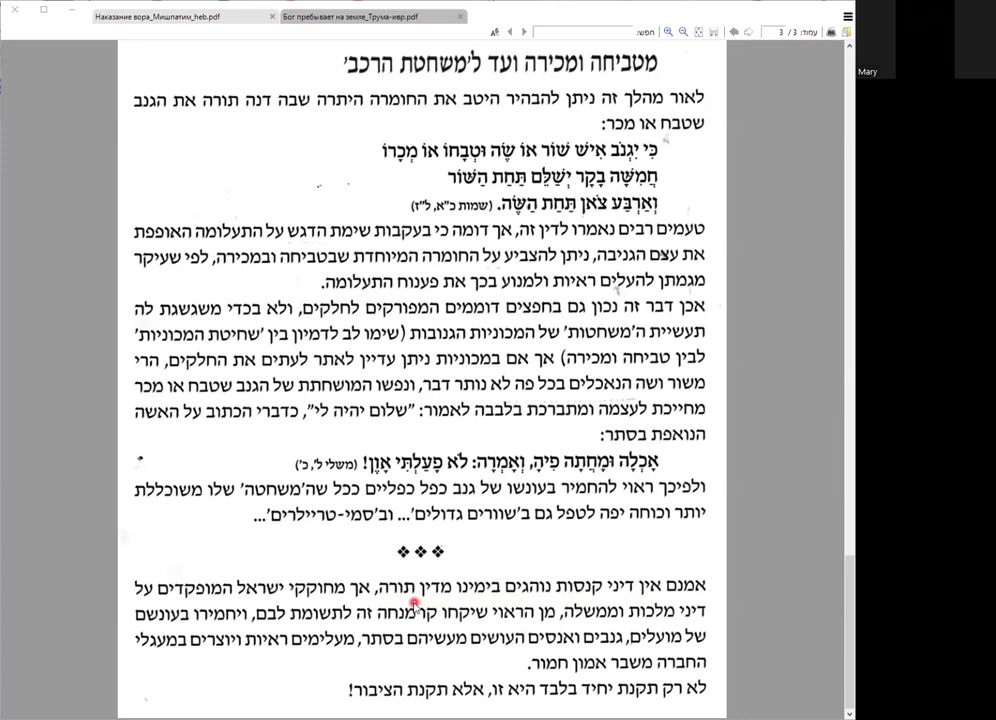 Наказание вора_Мишпатим_heb.pdf
Бог пребывает на земле_Трума-ивр.pdf
חפש:
עמוד: 3 / 3
Mary
מטביחה ומכירה ועד ל'משחטת הרכב'
לאור מהלך זה ניתן להבהיר היטב את החומרה היתרה שבה דנה תורה את הגנב
שטבח או מכר:
כִּי יִגְנֹב אִישׁ שׁוֹר אוֹ שֶׂה וּטְבָחוֹ אוֹ מְכָרוֹ
חֲמִשָּׁה בָקָר יְשַׁלֵּם תַּחַת הַשּׁוֹר
וְאַרְבַּע צֹאן תַּחַת הַשֶּׂה. (שמות כ"א, ל"ז)
טעמים רבים נאמרו לדין זה, אך דומה כי בעקבות שימת הדגש על התעלומה האופפת
את עצם הגניבה, ניתן להצביע על החומרה המיוחדת שבטביחה ובמכירה, לפי שעיקר
מגמתן להעלים ראיות ולמנוע בכך את פענוח התעלומה.
אכן דבר זה נכון גם בחפצים דוממים המפורקים לחלקים, ולא בכדי משגשגת לה
תעשיית ה'משחטות' של המכוניות הגנובות (שימו לב לדמיון בין 'שחיטת המכוניות'
לבין טביחה ומכירה) אך אם במכוניות ניתן עדיין לאתר לעתים את החלקים, הרי
משור ושה הנאכלים בכל פה לא נותר דבר, ונפשו המושחתת של הגנב שטבח או מכר
מחייכת לעצמה ומתברכת בלבבה לאמור: "שלום יהיה לי", כדברי הכתוב על האשה
הנואפת בסתר:
אָכְלָה וּמָחֲתָה פִיהָ, וְאָמְרָה: לֹא פָעַלְתִּי אָוֶן! (משלי ל', כ')
ולפיכך ראוי להחמיר בעונשו של גנב כפל כפליים ככל שה'משחטה' שלו משוכללת
יותר וכוחה יפה לטפל גם ב'שוורים גדולים'... וב'סמי-טריילרים'...
אמנם אין דיני קנסות נוהגים בימינו מדין תורה, אך מחוקקי ישראל המופקדים על
דיני מלכות וממשלה, מן הראוי שיקחו קו מנחה זה לתשומת לבם, ויחמירו בעונשם
של מועלים, גנבים ואנסים העושים מעשיהם בסתר, מעלימים ראיות ויוצרים במעגלי
החברה משבר אמון חמור.
לא רק תקנת יחיד בלבד היא זו, אלא תקנת הציבור!